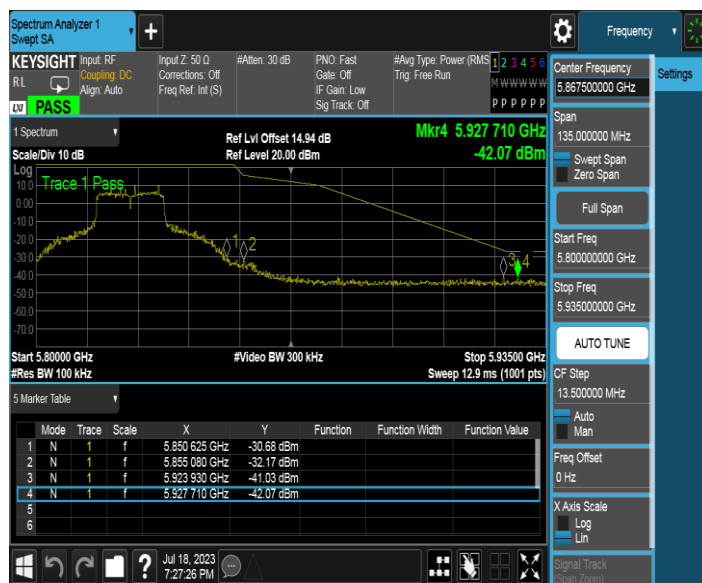 Spectrum Analyzer 1
Swept SA
Frequency
KEYSIGHT
RL
LXI PASS
Input: RF
Coupling: DC
Align: Auto
Input Z: 50 Ω
Corrections: Off
Freq Ref: Int (S)
#Atten: 30 dB
PNO: Fast
Gate: Off
IF Gain: Low
Sig Track: Off
#Avg Type: Power (RMS
Trig: Free Run
1 2 3 4 5 6
M W W W W W
P P P P P P
1 Spectrum
Scale/Div 10 dB
Ref Lvl Offset 14.94 dB
Ref Level 20.00 dBm
Mkr4 5.927 710 GHz
-42.07 dBm
Log
Trace 1 Pass
10.0
0.00
-10.0
-20.0
-30.0
-40.0
-50.0
-60.0
-70.0
1 2
3 4
Start 5.80000 GHz
#Res BW 100 kHz
#Video BW 300 kHz
Stop 5.93500 GHz
Sweep 12.9 ms (1001 pts)
5 Marker Table
Mode Trace Scale X Y Function Function Width Function Value
1 N 1 f 5.850 625 GHz -30.68 dBm
2 N 1 f 5.855 080 GHz -32.17 dBm
3 N 1 f 5.923 930 GHz -41.03 dBm
4 N 1 f 5.927 710 GHz -42.07 dBm
5
6
Jul 18, 2023
7:27:26 PM
Center Frequency
5.867500000 GHz
Settings
Span
135.000000 MHz
Swept Span
Zero Span
Full Span
Start Freq
5.800000000 GHz
Stop Freq
5.935000000 GHz
AUTO TUNE
CF Step
13.500000 MHz
Auto
Man
Freq Offset
0 Hz
X Axis Scale
Log
Lin
Signal Track
(Span Zoom)